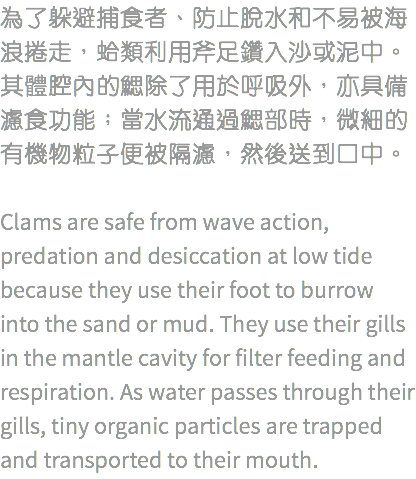 為了躲避捕食者、防止脫水和不易被海
浪捲走，蛤類利用斧足鑽入沙或泥中。
其體腔內的鰓除了用於呼吸外，亦具備
濾食功能；當水流通過鰓部時，微細的
有機物粒子便被隔濾，然後送到口中。
Clams are safe from wave action,
predation and desiccation at low tide
because they use their foot to burrow
into the sand or mud. They use their gills
in the mantle cavity for filter feeding and
respiration. As water passes through their
gills, tiny organic particles are trapped
and transported to their mouth.